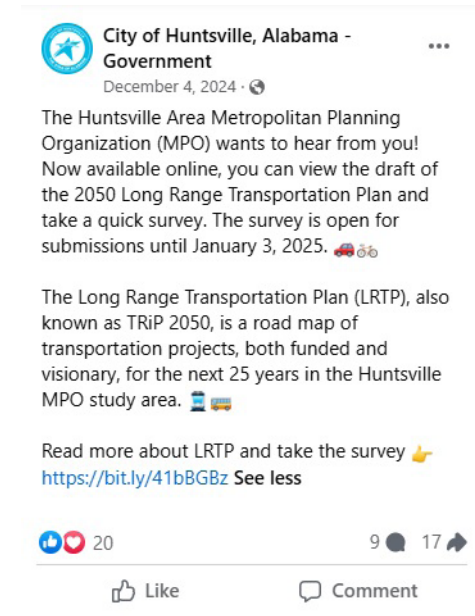 City of Huntsville, Alabama -
Government
December 4, 2024 ·
The Huntsville Area Metropolitan Planning
Organization (MPO) wants to hear from you!
Now available online, you can view the draft of
the 2050 Long Range Transportation Plan and
take a quick survey. The survey is open for
submissions until January 3, 2025. 🚗🚲
The Long Range Transportation Plan (LRTP), also
known as TRiP 2050, is a road map of
transportation projects, both funded and
visionary, for the next 25 years in the Huntsville
MPO study area. 🚊🚌
Read more about LRTP and take the survey 👉
https://bit.ly/41bBGBz See less
20 9 17
Like Comment